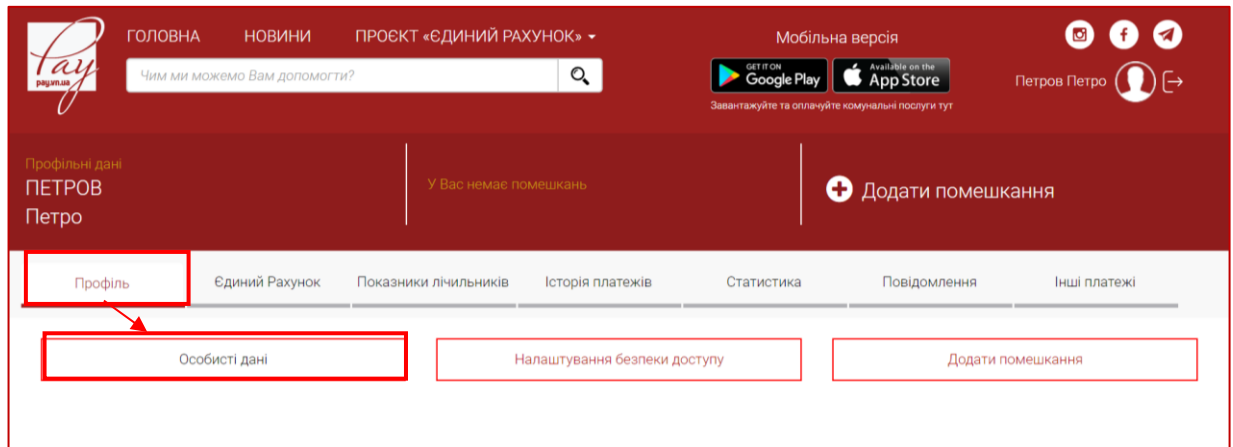 Pay
pay.vn.ua
ГОЛОВНА НОВИНИ ПРОЄКТ «ЄДИНИЙ РАХУНОК»
Чим ми можемо Вам допомогти?
Мобільна версія
GET IT ON
Google Play
Available on the
App Store
Завантажуйте та оплачуйте комунальні послуги тут
Петров Петро
Профільні дані
ПЕТРОВ
Петро
У Вас немає помешкань
Додати помешкання
Профіль Єдиний Рахунок Показники лічильників Історія платежів Статистика Повідомлення Інші платежі
Особисті дані Налаштування безпеки доступу Додати помешкання